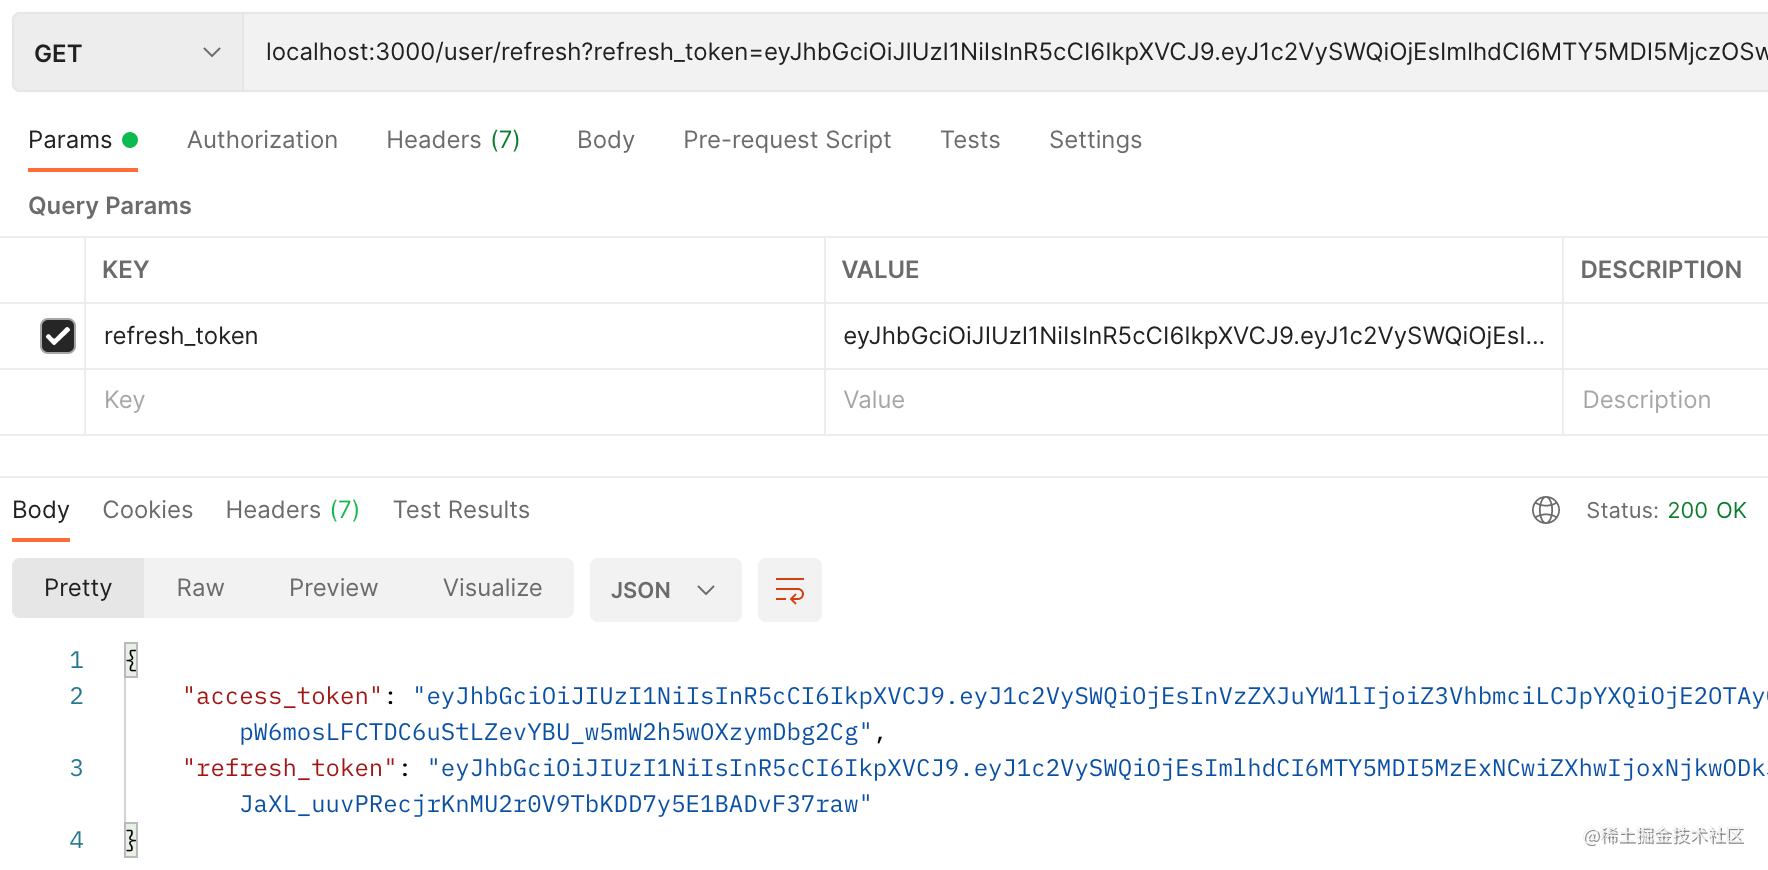 GET localhost:3000/user/refresh?refresh_token=eyJhbGciOiJIUzI1NiIsInR5cCI6IkpXVCJ9.eyJ1c2VySWQiOjEsImlhdCI6MTY5MDI5MjczOSw
Params Authorization Headers (7) Body Pre-request Script Tests Settings
Query Params
KEY VALUE DESCRIPTION
refresh_token eyJhbGciOiJIUzI1NiIsInR5cCI6IkpXVCJ9.eyJ1c2VySWQiOjEsI...
Key Value Description
Body Cookies Headers (7) Test Results Status: 200 OK
Pretty Raw Preview Visualize JSON
1 {
2 "access_token": "eyJhbGciOiJIUzI1NiIsInR5cCI6IkpXVCJ9.eyJ1c2VySWQiOjEsInVzZXJuYW1lIjoiZ3VhbmciLCJpYXQiOjE2OTAy
pW6mosLFCTDC6uStLZevYBU_w5mW2h5wOXzymDbg2Cg",
3 "refresh_token": "eyJhbGciOiJIUzI1NiIsInR5cCI6IkpXVCJ9.eyJ1c2VySWQiOjEsImlhdCI6MTY5MDI5MzExNCwiZXhwIjoxNjkwODk
JaXL_uuvPRecjrKnMU2r0V9TbKDD7y5E1BADvF37raw"
4 }
@稀土掘金技术社区